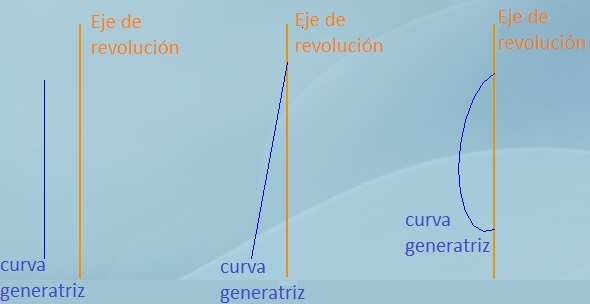 Eje de
revolución
curva
generatriz
Eje de
revolución
curva
generatriz
Eje de
revolución
curva
generatriz